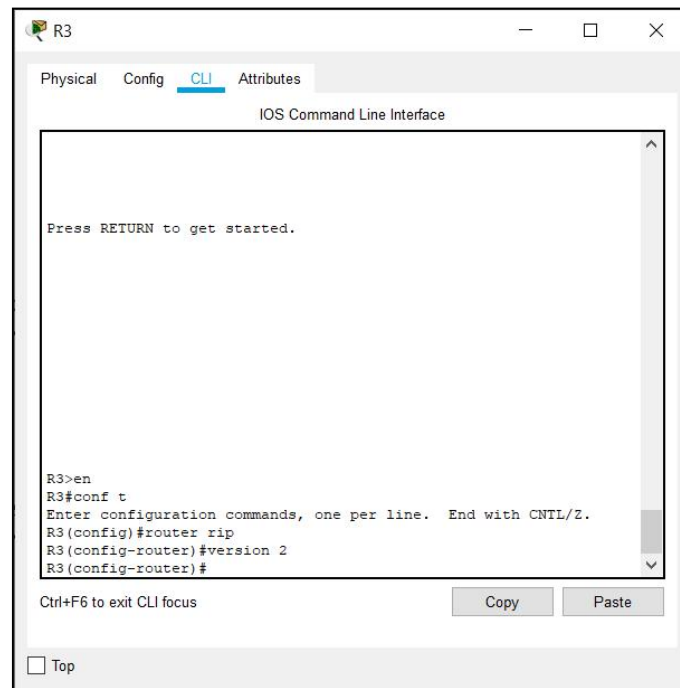 R3
Physical Config CLI Attributes
IOS Command Line Interface
Press RETURN to get started.
R3>en
R3#conf t
Enter configuration commands, one per line.  End with CNTL/Z.
R3(config)#router rip
R3(config-router)#version 2
R3(config-router)#
Ctrl+F6 to exit CLI focus
Copy Paste
Top